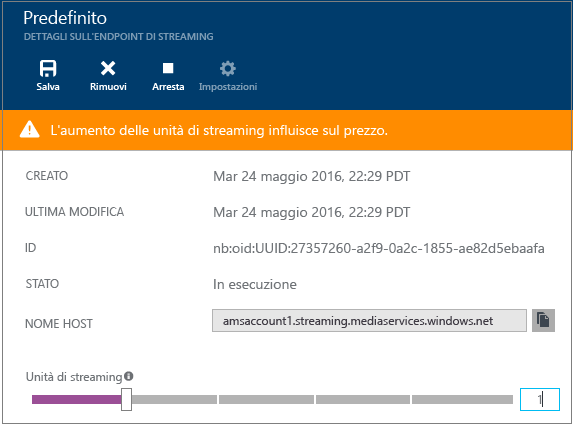 Predefinito
DETTAGLI SULL'ENDPOINT DI STREAMING
Salva Rimuovi Arresta Impostazioni
L'aumento delle unità di streaming influisce sul prezzo.
CREATO Mar 24 maggio 2016, 22:29 PDT
ULTIMA MODIFICA Mar 24 maggio 2016, 22:29 PDT
ID nb:oid:UUID:27357260-a2f9-0a2c-1855-ae82d5ebaafa
STATO In esecuzione
NOME HOST amsaccount1.streaming.mediaservices.windows.net
Unità di streaming
1